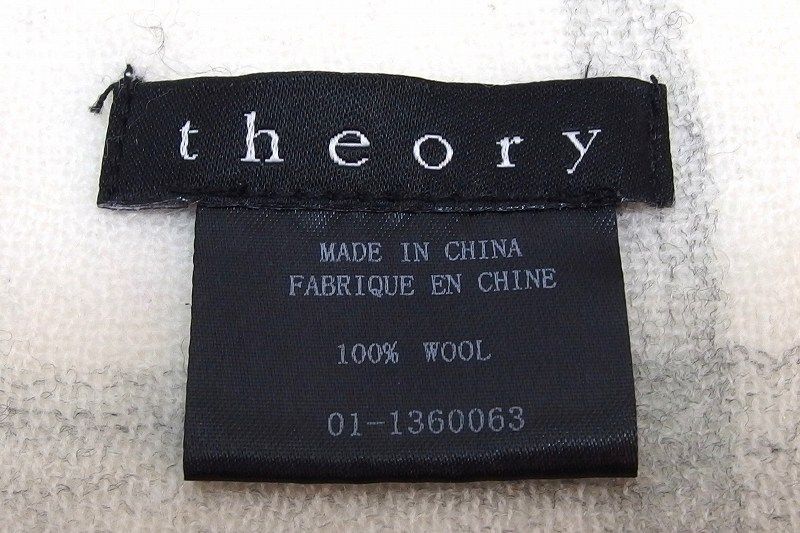 theory
MADE IN CHINA
FABRIQUE EN CHINE
100% WOOL
01-1360063